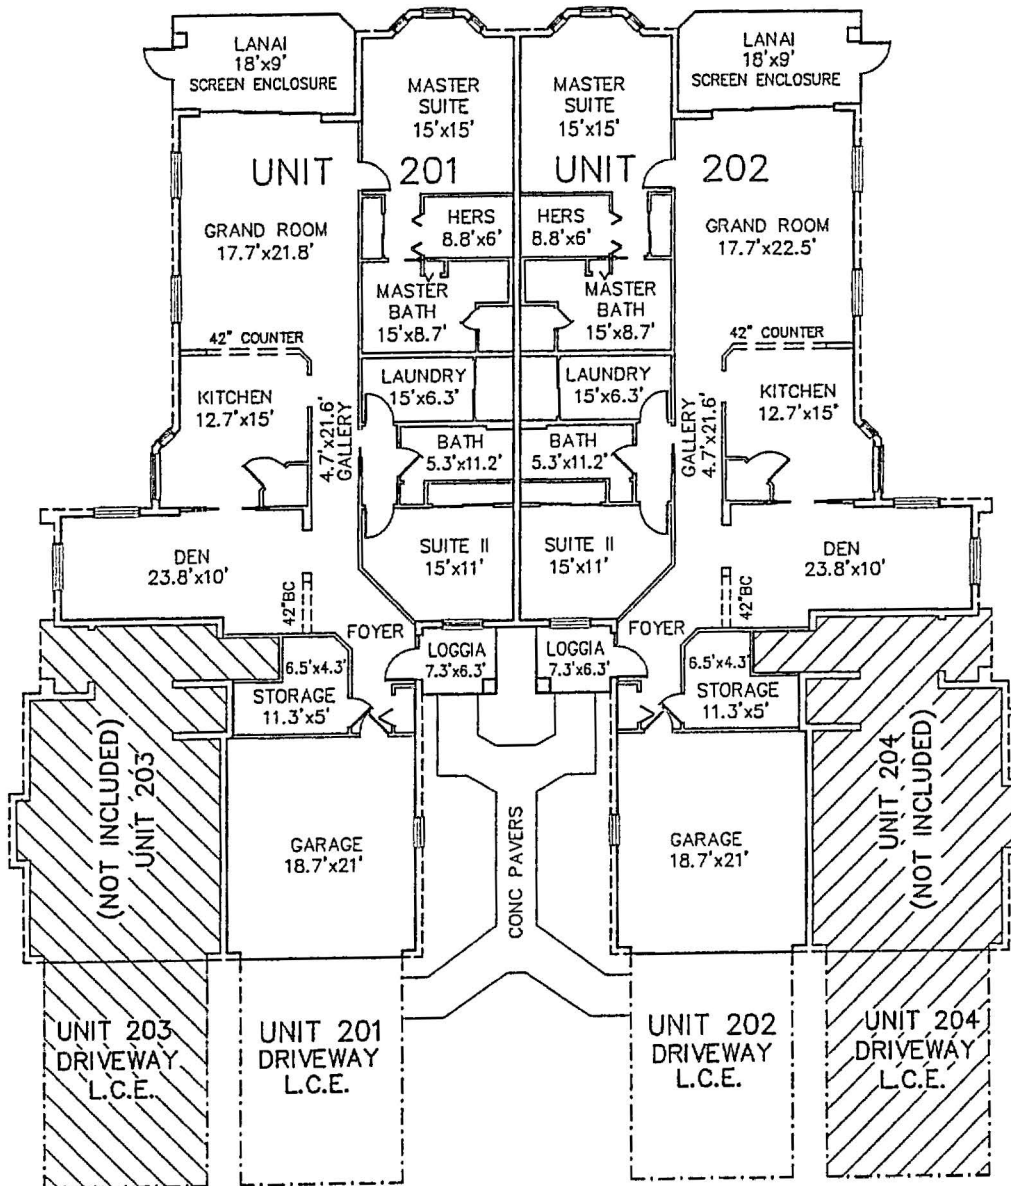 LANAI
18'x9'
SCREEN ENCLOSURE
MASTER
SUITE
15'x15'
MASTER
SUITE
15'x15'
LANAI
18'x9'
SCREEN ENCLOSURE
UNIT 201
UNIT 202
GRAND ROOM
17.7'x21.8'
HERS
8.8'x6'
HERS
8.8'x6'
GRAND ROOM
17.7'x22.5'
MASTER
BATH
15'x8.7'
MASTER
BATH
15'x8.7'
42" COUNTER
42" COUNTER
KITCHEN
12.7'x15'
4.7'x21.6'
GALLERY
LAUNDRY
15'x6.3'
LAUNDRY
15'x6.3'
GALLERY
4.7'x21.6'
KITCHEN
12.7'x15'
BATH
5.3'x11.2'
BATH
5.3'x11.2'
DEN
23.8'x10'
SUITE II
15'x11'
SUITE II
15'x11'
DEN
23.8'x10'
42"BC
42"BC
FOYER
FOYER
LOGGIA
7.3'x6.3'
LOGGIA
7.3'x6.3'
6.5'x4.3'
STORAGE
11.3'x5'
6.5'x4.3'
STORAGE
11.3'x5'
(NOT INCLUDED)
UNIT 203
GARAGE
18.7'x21'
CONC PAVERS
GARAGE
18.7'x21'
UNIT 204
(NOT INCLUDED)
UNIT 203
DRIVEWAY
L.C.E.
UNIT 201
DRIVEWAY
L.C.E.
UNIT 202
DRIVEWAY
L.C.E.
UNIT 204
DRIVEWAY
L.C.E.